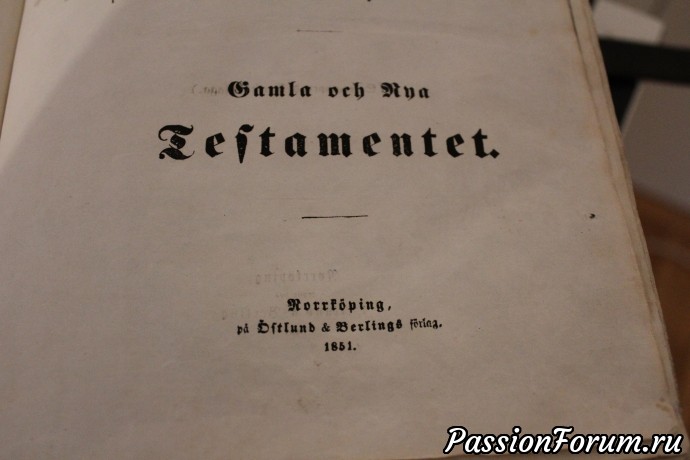 Gamla och Nya
Testamentet.
Norrköping,
på Östlund & Berlings förlag.
1851.
PassionForum.ru